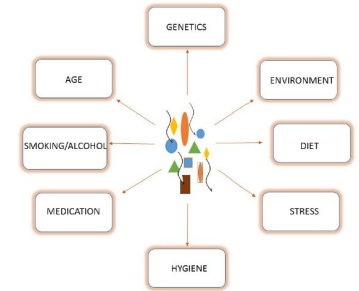 GENETICS
AGE
ENVIRONMENT
SMOKING/ALCOHOL
DIET
MEDICATION
STRESS
HYGIENE